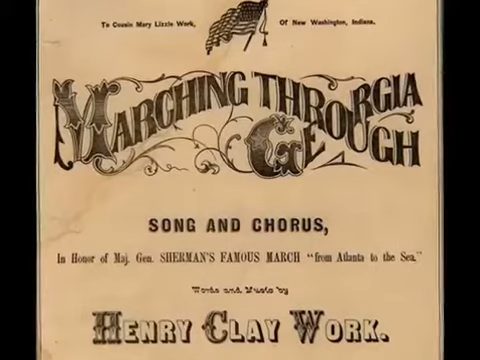 To Cousin Mary Lizzie Work, Of New Washington, Indiana.
MARCHING THROUGH
GEORGIA
SONG AND CHORUS,
In Honor of Maj. Gen. SHERMAN'S FAMOUS MARCH "from Atlanta to the Sea."
Words and Music by
HENRY CLAY WORK.